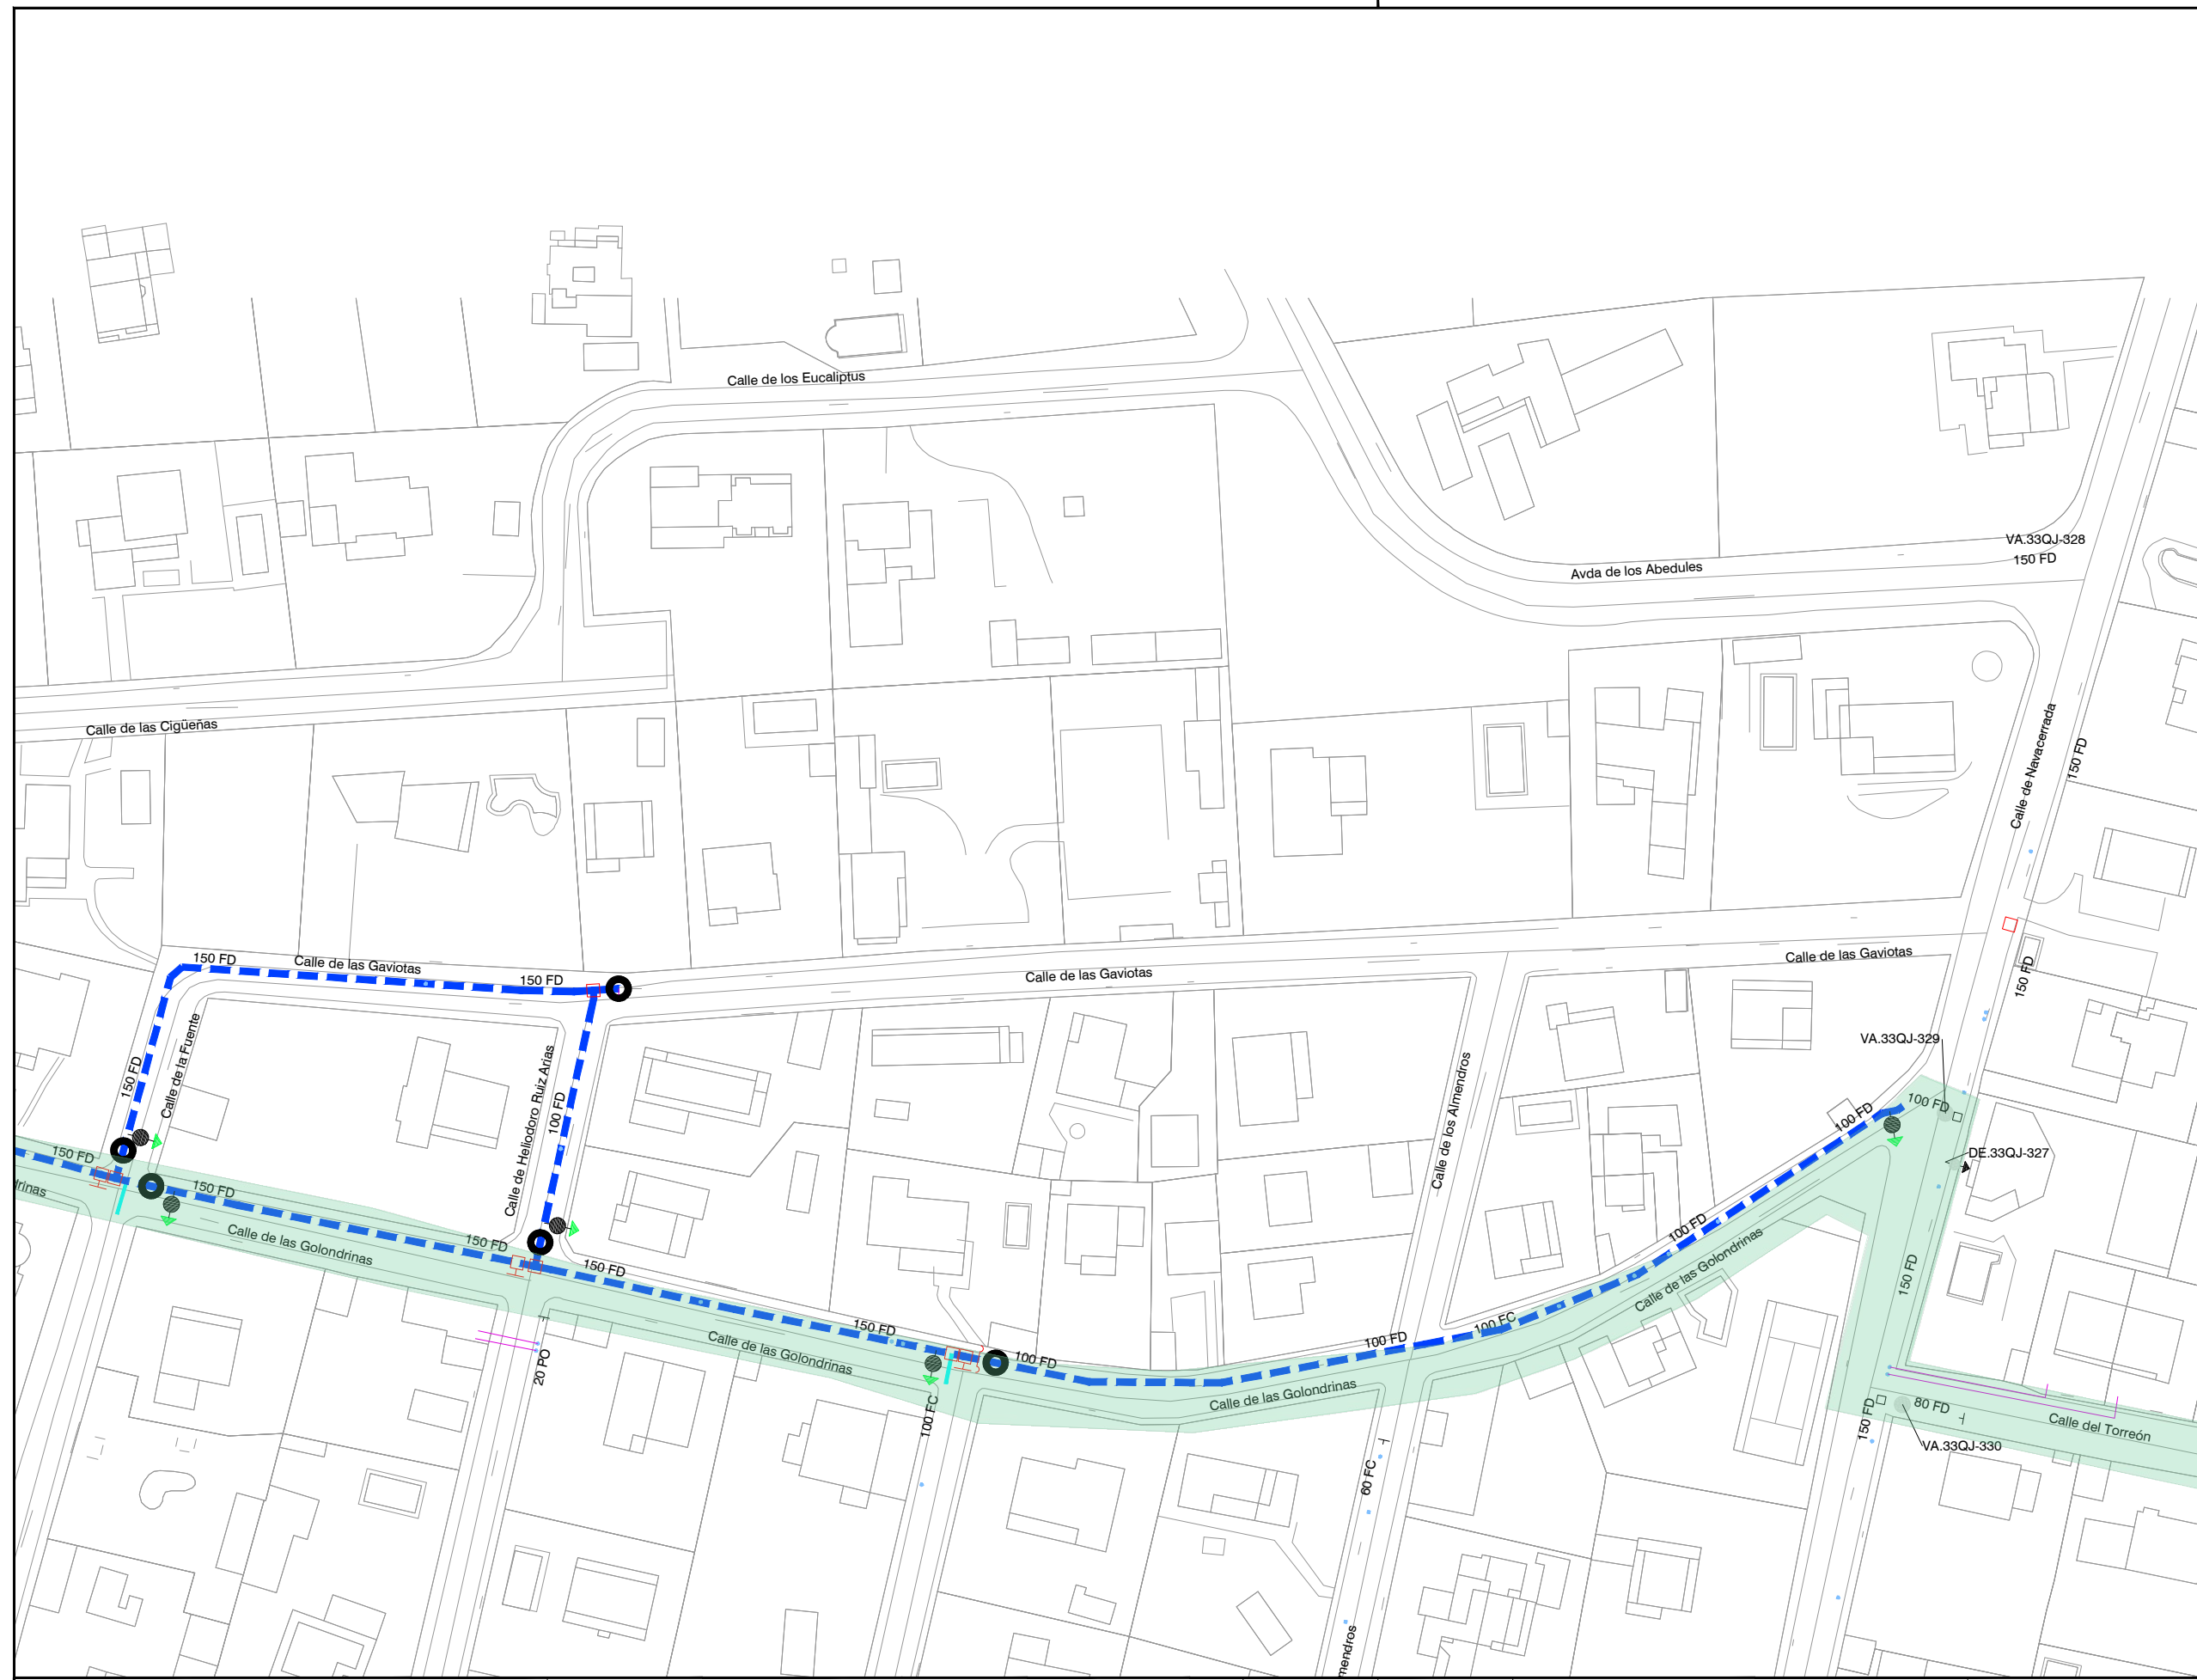 Calle de los Eucaliptus
VA.33QJ-328
150 FD
Avda de los Abedules
Calle de las Cigüeñas
Calle de Navacerrada
150 FD
150 FD
Calle de las Gaviotas
150 FD
Calle de las Gaviotas
Calle de las Gaviotas
150 FD
150 FD
Calle de la Fuente
Calle de Heliodoro Ruiz Arias
100 FD
Calle de los Almendros
VA.33QJ-329
100 FD
100 FD
DE.33QJ-327
150 FD
drinas
150 FD
Calle de las Golondrinas
150 FD
150 FD
20 PO
Calle de las Golondrinas
150 FD
100 FD
100 FC
Calle de las Golondrinas
100 FD
100 FC
100 FD
Calle de las Golondrinas
150 FD
60 FC
150 FD
80 FD
Calle del Torreón
VA.33QJ-330
mendros